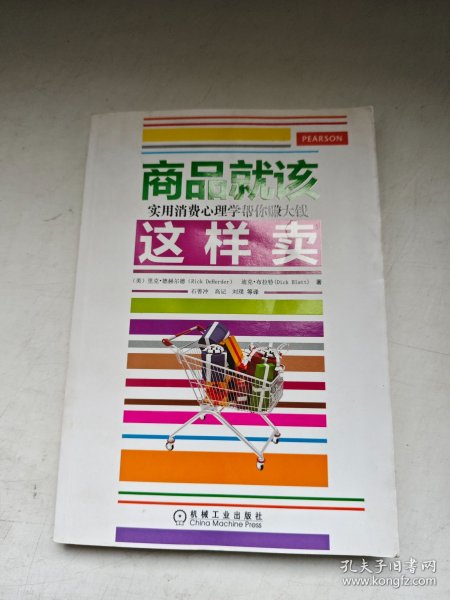 PEARSON
商品就该
实用消费心理学帮你赚大钱
这样卖
(美) 里克·德赫尔德 (Rick DeHerder) 迪克·布拉特 (Dick Blatt) 著
石晋冲 高记 刘璞 等译
机械工业出版社
China Machine Press
孔夫子旧书网
www.kongfz.com